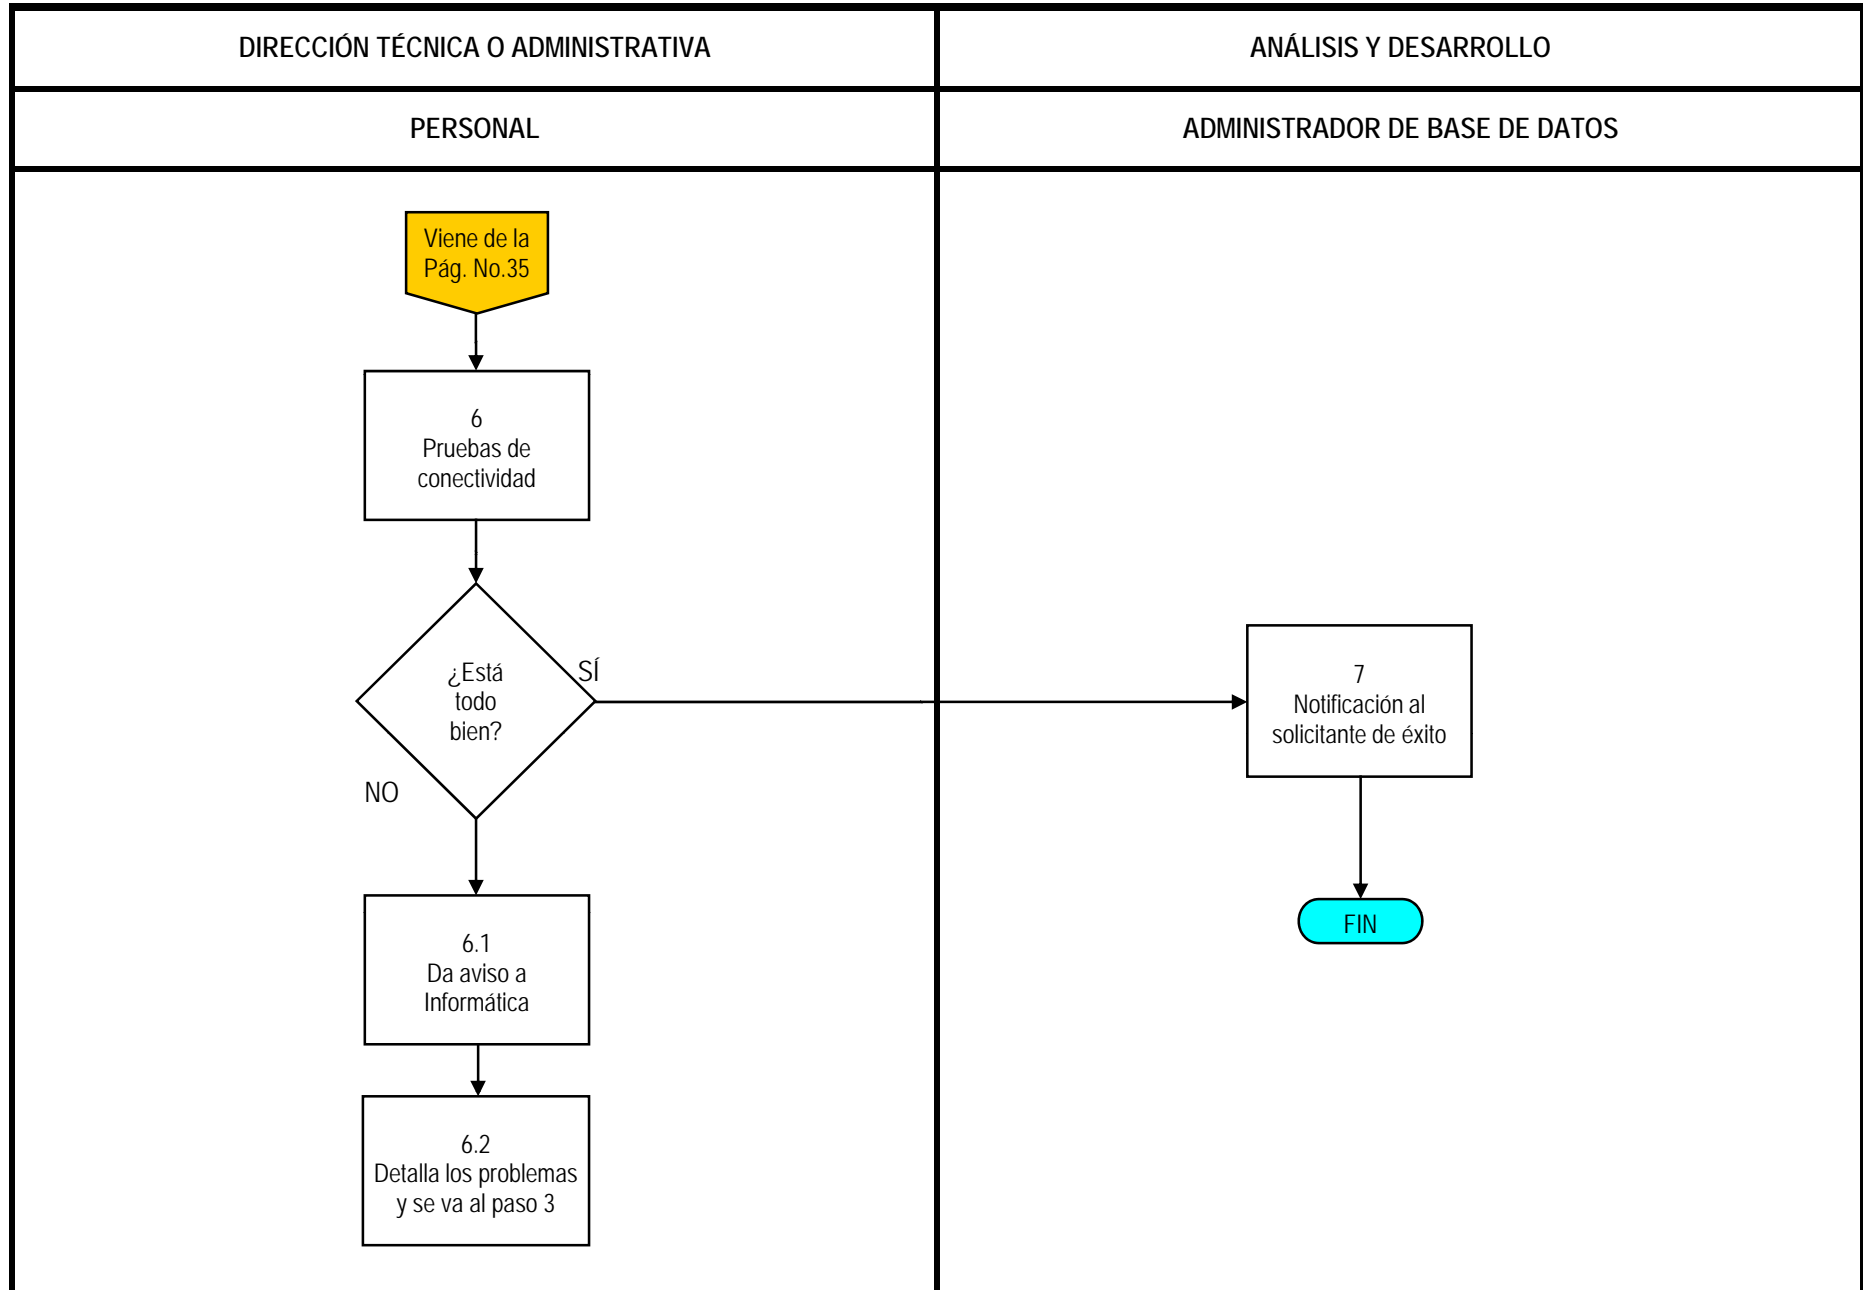 DIRECCIÓN TÉCNICA O ADMINISTRATIVA
ANÁLISIS Y DESARROLLO
PERSONAL
ADMINISTRADOR DE BASE DE DATOS
Viene de la
Pág. No.35
6
Pruebas de
conectividad
¿Está
todo
bien?
SÍ
NO
7
Notificación al
solicitante de éxito
FIN
6.1
Da aviso a
Informática
6.2
Detalla los problemas
y se va al paso 3